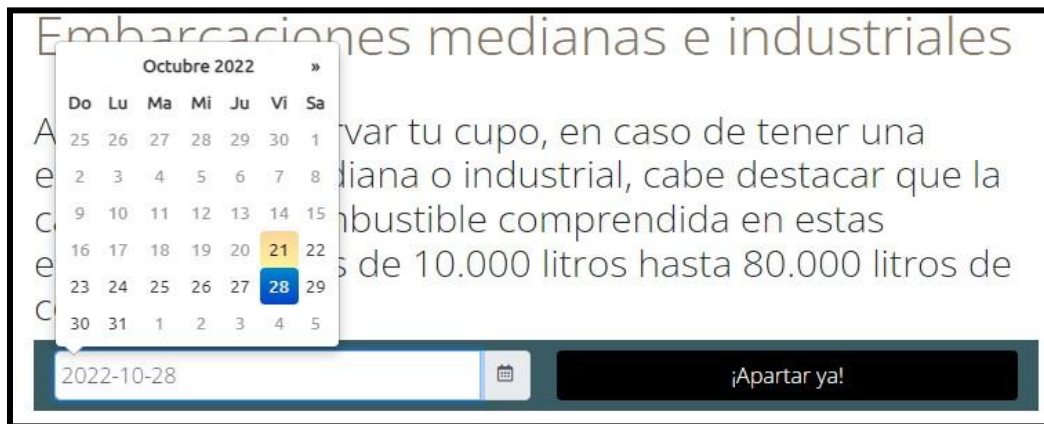 Embarcaciones medianas e industriales
Octubre 2022 »
Do Lu Ma Mi Ju Vi Sa
25 26 27 28 29 30 1
2 3 4 5 6 7 8
9 10 11 12 13 14 15
16 17 18 19 20 21 22
23 24 25 26 27 28 29
30 31 1 2 3 4 5
tu cupo, en caso de tener una
o industrial, cabe destacar que la
comprendida en estas
de 10.000 litros hasta 80.000 litros de
2022-10-28
¡Apartar ya!